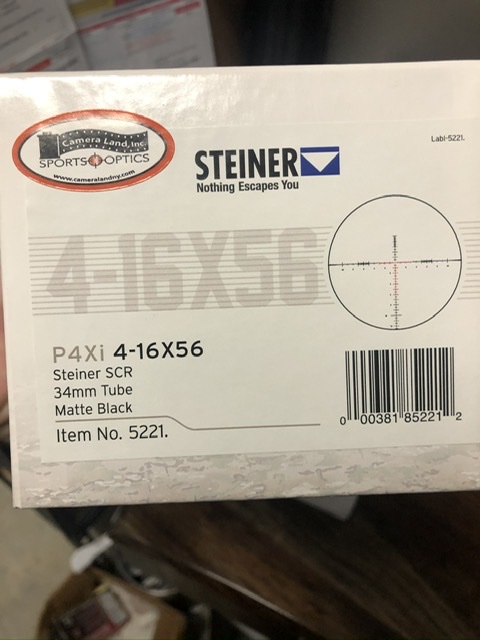 Camera Land, Inc.
SPORTS OPTICS
www.cameralandny.com
STEINER
Nothing Escapes You
Labl-5221.
4-16X56
P4Xi 4-16X56
Steiner SCR
34mm Tube
Matte Black
Item No. 5221.
0 00381 85221 2